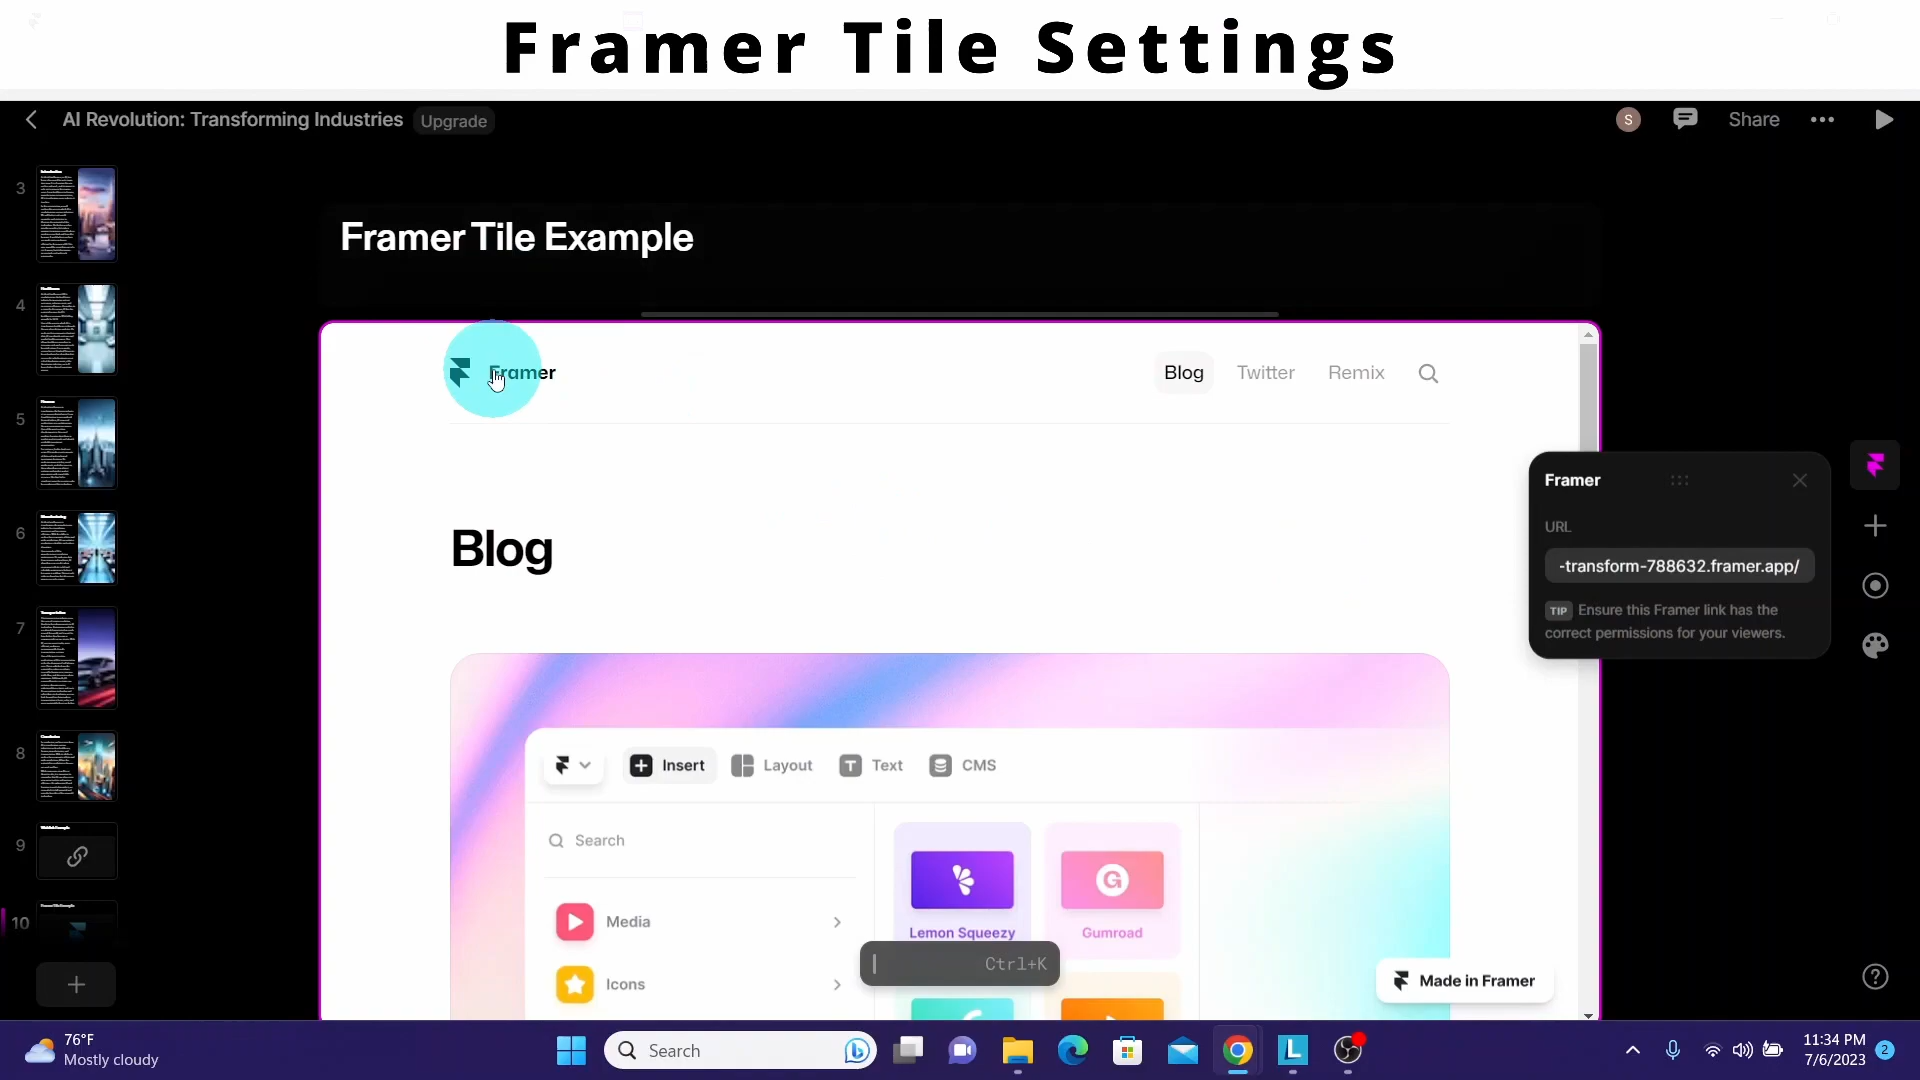 Framer Tile Settings
AI Revolution: Transforming Industries Upgrade
S Share
3
4
5
6
7
8
9
10
Framer Tile Example
Framer
Blog Twitter Remix
Blog
Insert Layout Text CMS
Search
Media
Icons
Lemon Squeezy
Gumroad
G
Ctrl+K
Made in Framer
Framer
URL
-transform-788632.framer.app/
TIP Ensure this Framer link has the
correct permissions for your viewers.
76°F
Mostly cloudy
Search
L
11:34 PM
7/6/2023
2